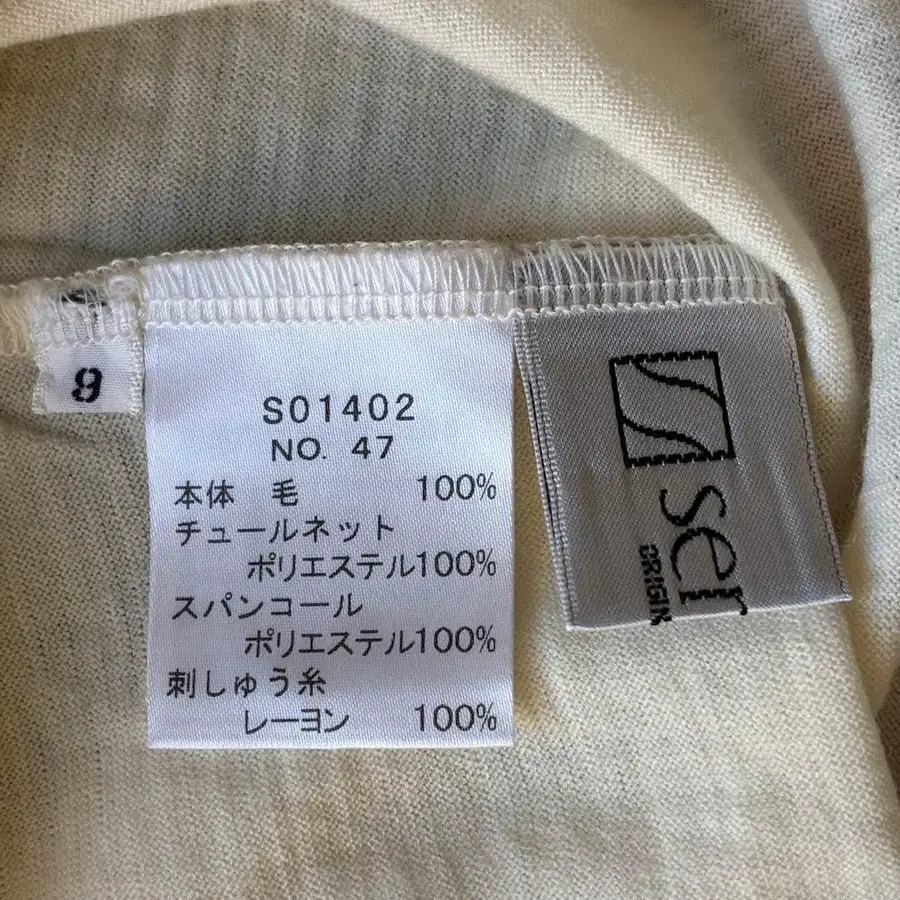 8
S01402
NO. 47
本体 毛 100%
チュールネット
ポリエステル100%
スパンコール
ポリエステル100%
刺しゅう糸
レーヨン 100%
ser
ORIGIN